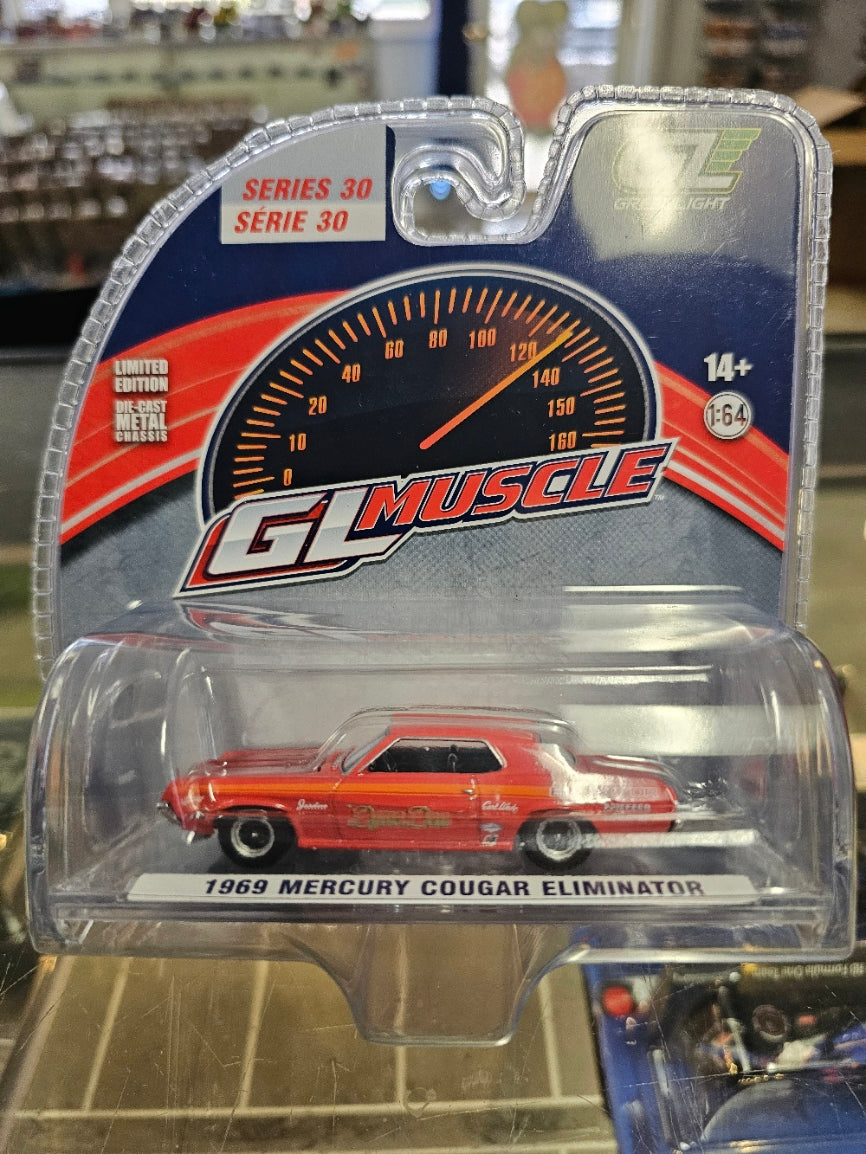 SERIES 30
SÉRIE 30
GREENLIGHT
LIMITED
EDITION
DIE-CAST
METAL
CHASSIS
14+
1:64
0
10
20
40
60
80
100
120
140
150
160
GL MUSCLE
TM
1969 MERCURY COUGAR ELIMINATOR